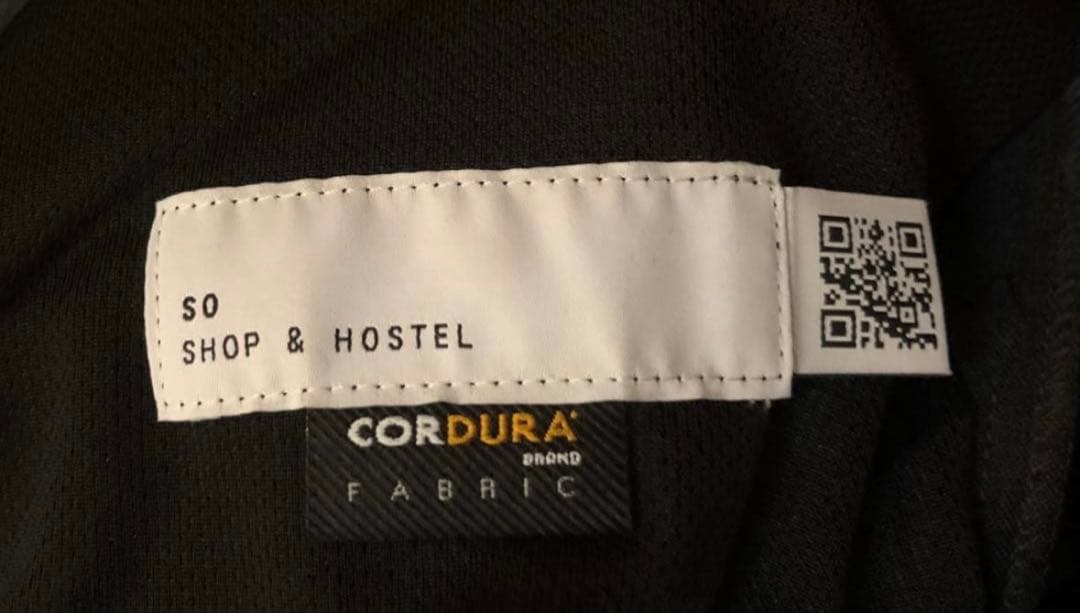 SO
SHOP & HOSTEL
CORDURA
BRAND
FABRIC